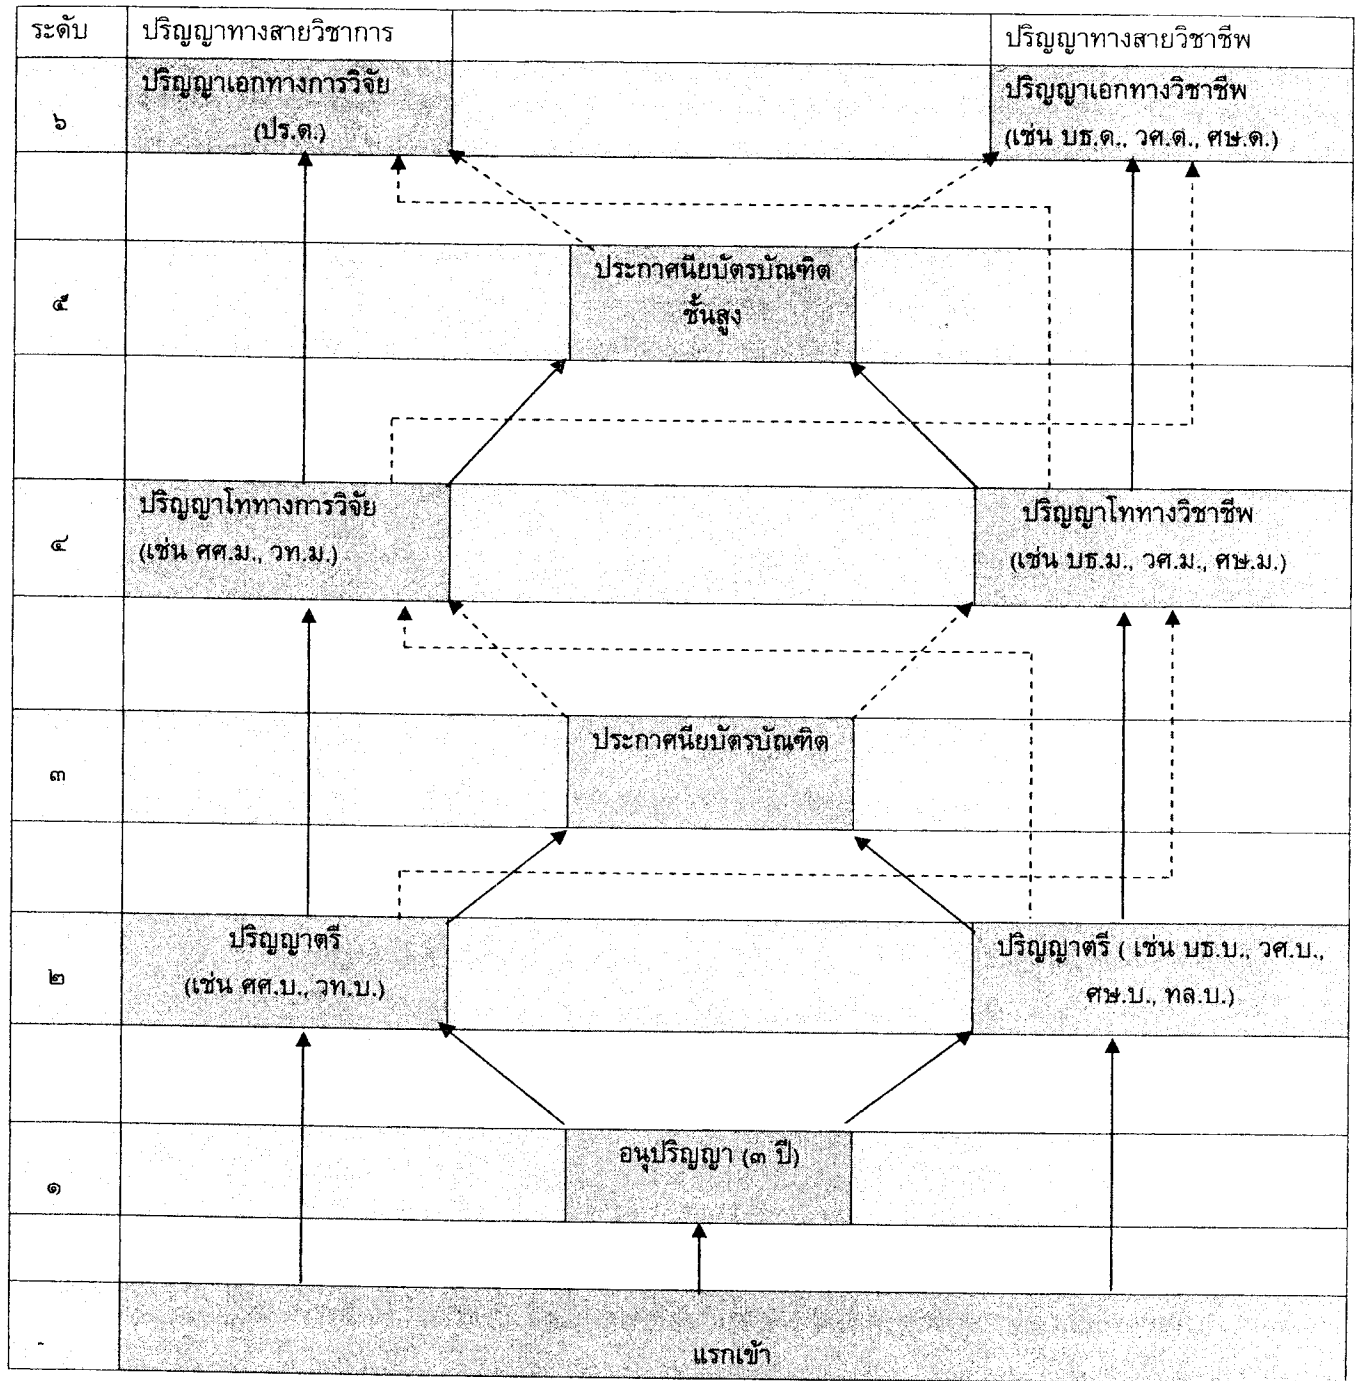 ระดับ
ปริญญาทางสายวิชาการ
ปริญญาทางสายวิชาชีพ
๖
ปริญญาเอกทางการวิจัย
(ปร.ด.)
ปริญญาเอกทางวิชาชีพ
(เช่น บธ.ด., วศ.ด., ศษ.ด.)
๕
ประกาศนียบัตรบัณฑิต
ชั้นสูง
๔
ปริญญาโททางการวิจัย
(เช่น ศศ.ม., วท.ม.)
ปริญญาโททางวิชาชีพ
(เช่น บธ.ม., วศ.ม., ศษ.ม.)
๓
ประกาศนียบัตรบัณฑิต
๒
ปริญญาตรี
(เช่น ศศ.บ., วท.บ.)
ปริญญาตรี ( เช่น บธ.บ., วศ.บ.,
ศษ.บ., ทล.บ.)
๑
อนุปริญญา (๓ ปี)
-
แรกเข้า